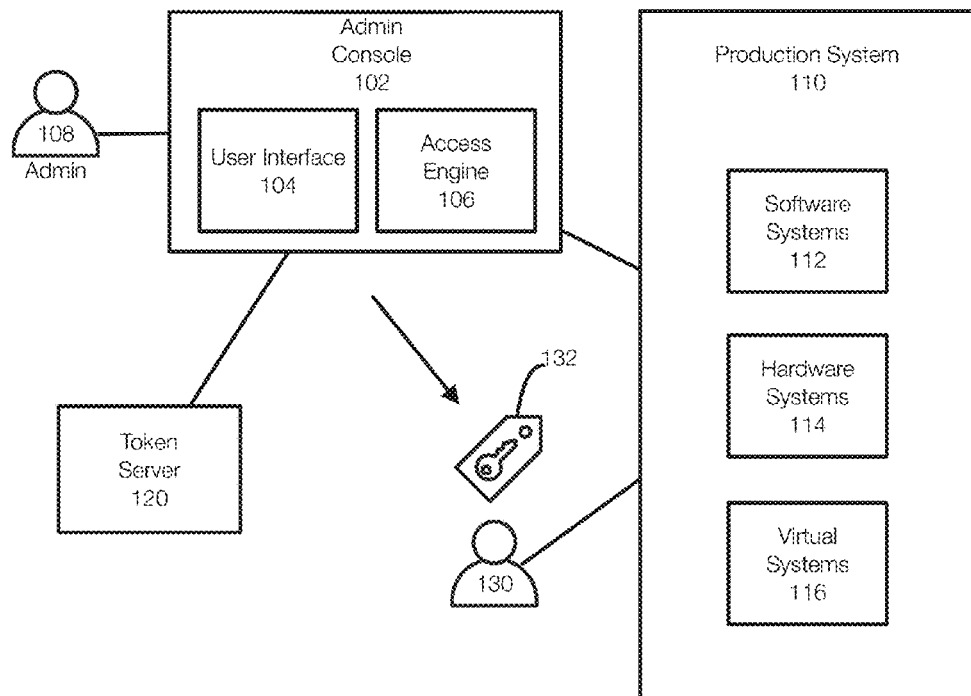 Admin
Console
102
User Interface
104
Access
Engine
106
108
Admin
Production System
110
Software
Systems
112
Hardware
Systems
114
Virtual
Systems
116
Token
Server
120
132
130